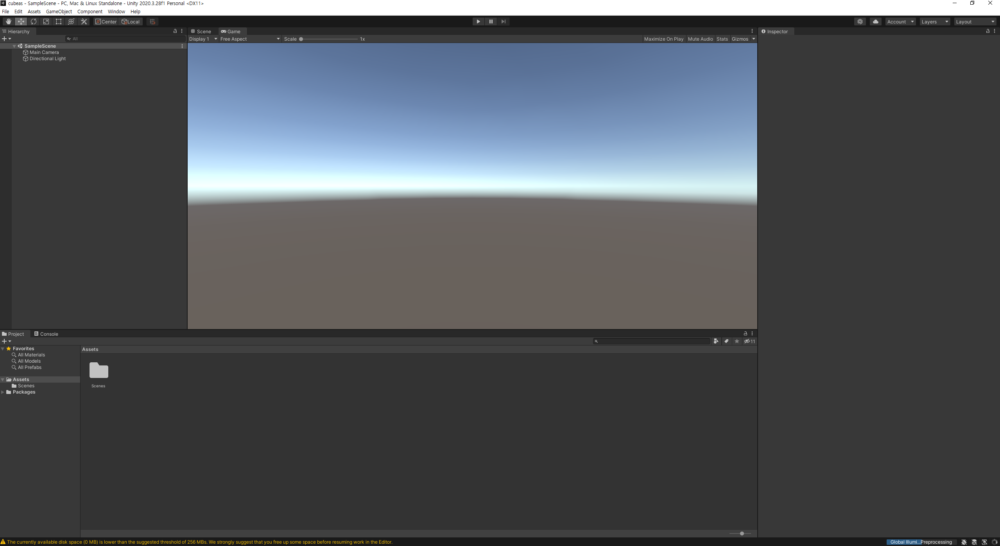 cubeas - SampleScene - PC, Mac & Linux Standalone - Unity 2020.3.28f1 Personal <DX11>
File Edit Assets GameObject Component Window Help
Center Local Account Layers Layout
Hierarchy Scene Game Inspector
All Display 1 Free Aspect Scale 1x Maximize On Play Mute Audio Stats Gizmos
SampleScene
Main Camera
Directional Light
Project Console
11
Favorites
All Materials
All Models
All Prefabs
Assets
Scenes
Packages
Assets
Scenes
The currently available disk space (0 MB) is lower than the suggested threshold of 256 MBs. We strongly suggest that you free up some space before resuming work in the Editor.
Global Illumi...Preprocessing